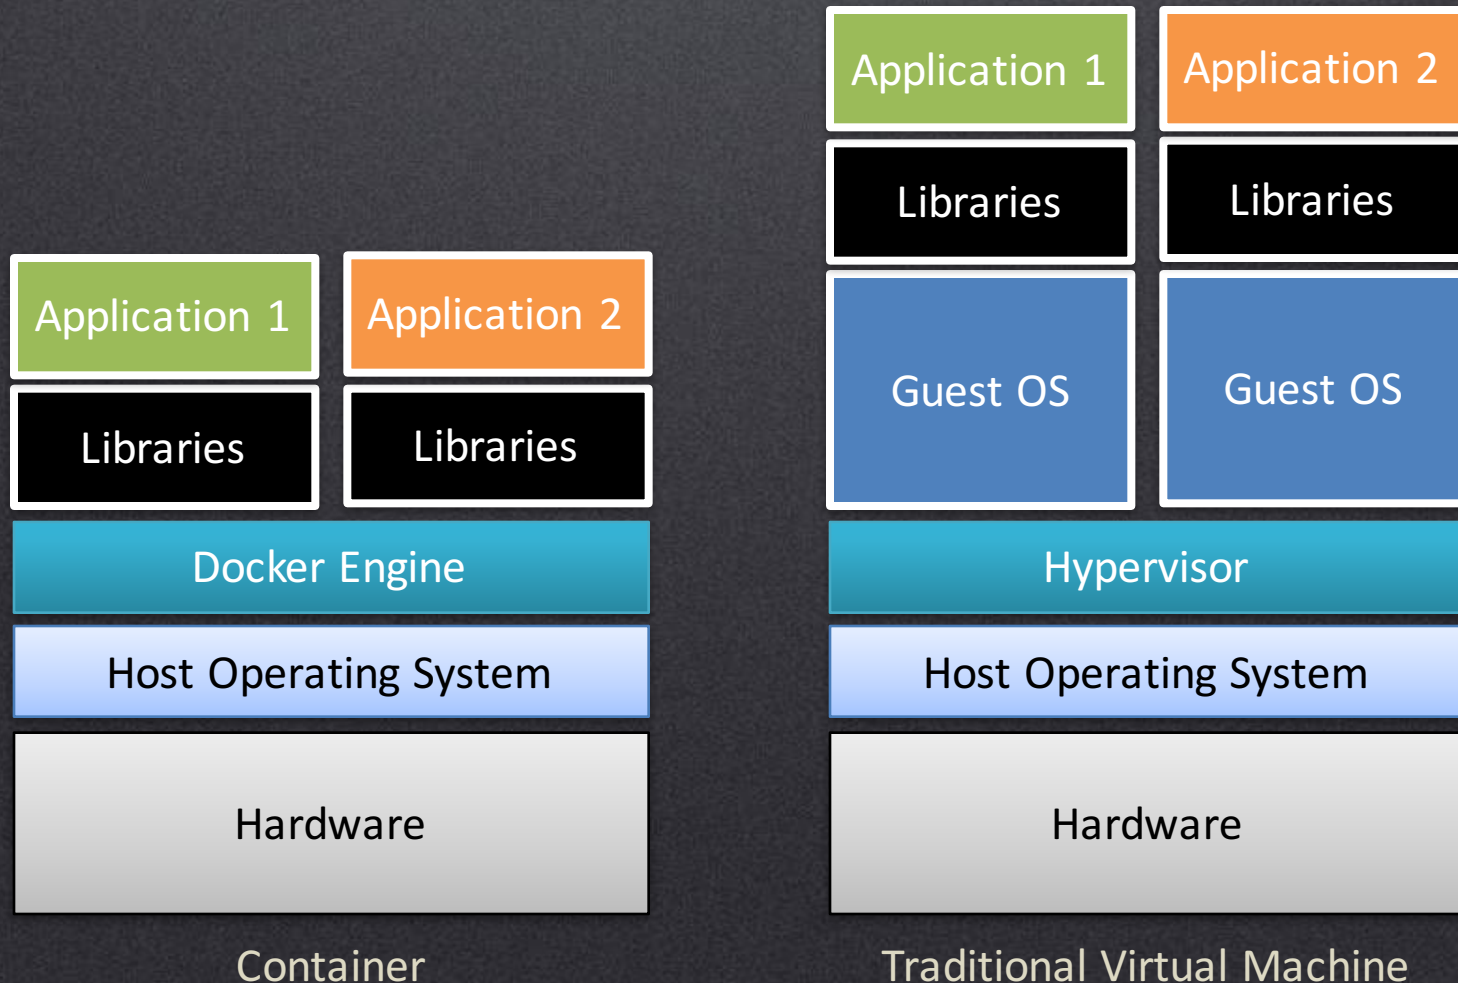 Application 1
Application 2
Libraries
Libraries
Docker Engine
Host Operating System
Hardware
Container
Application 1
Application 2
Libraries
Libraries
Guest OS
Guest OS
Hypervisor
Host Operating System
Hardware
Traditional Virtual Machine